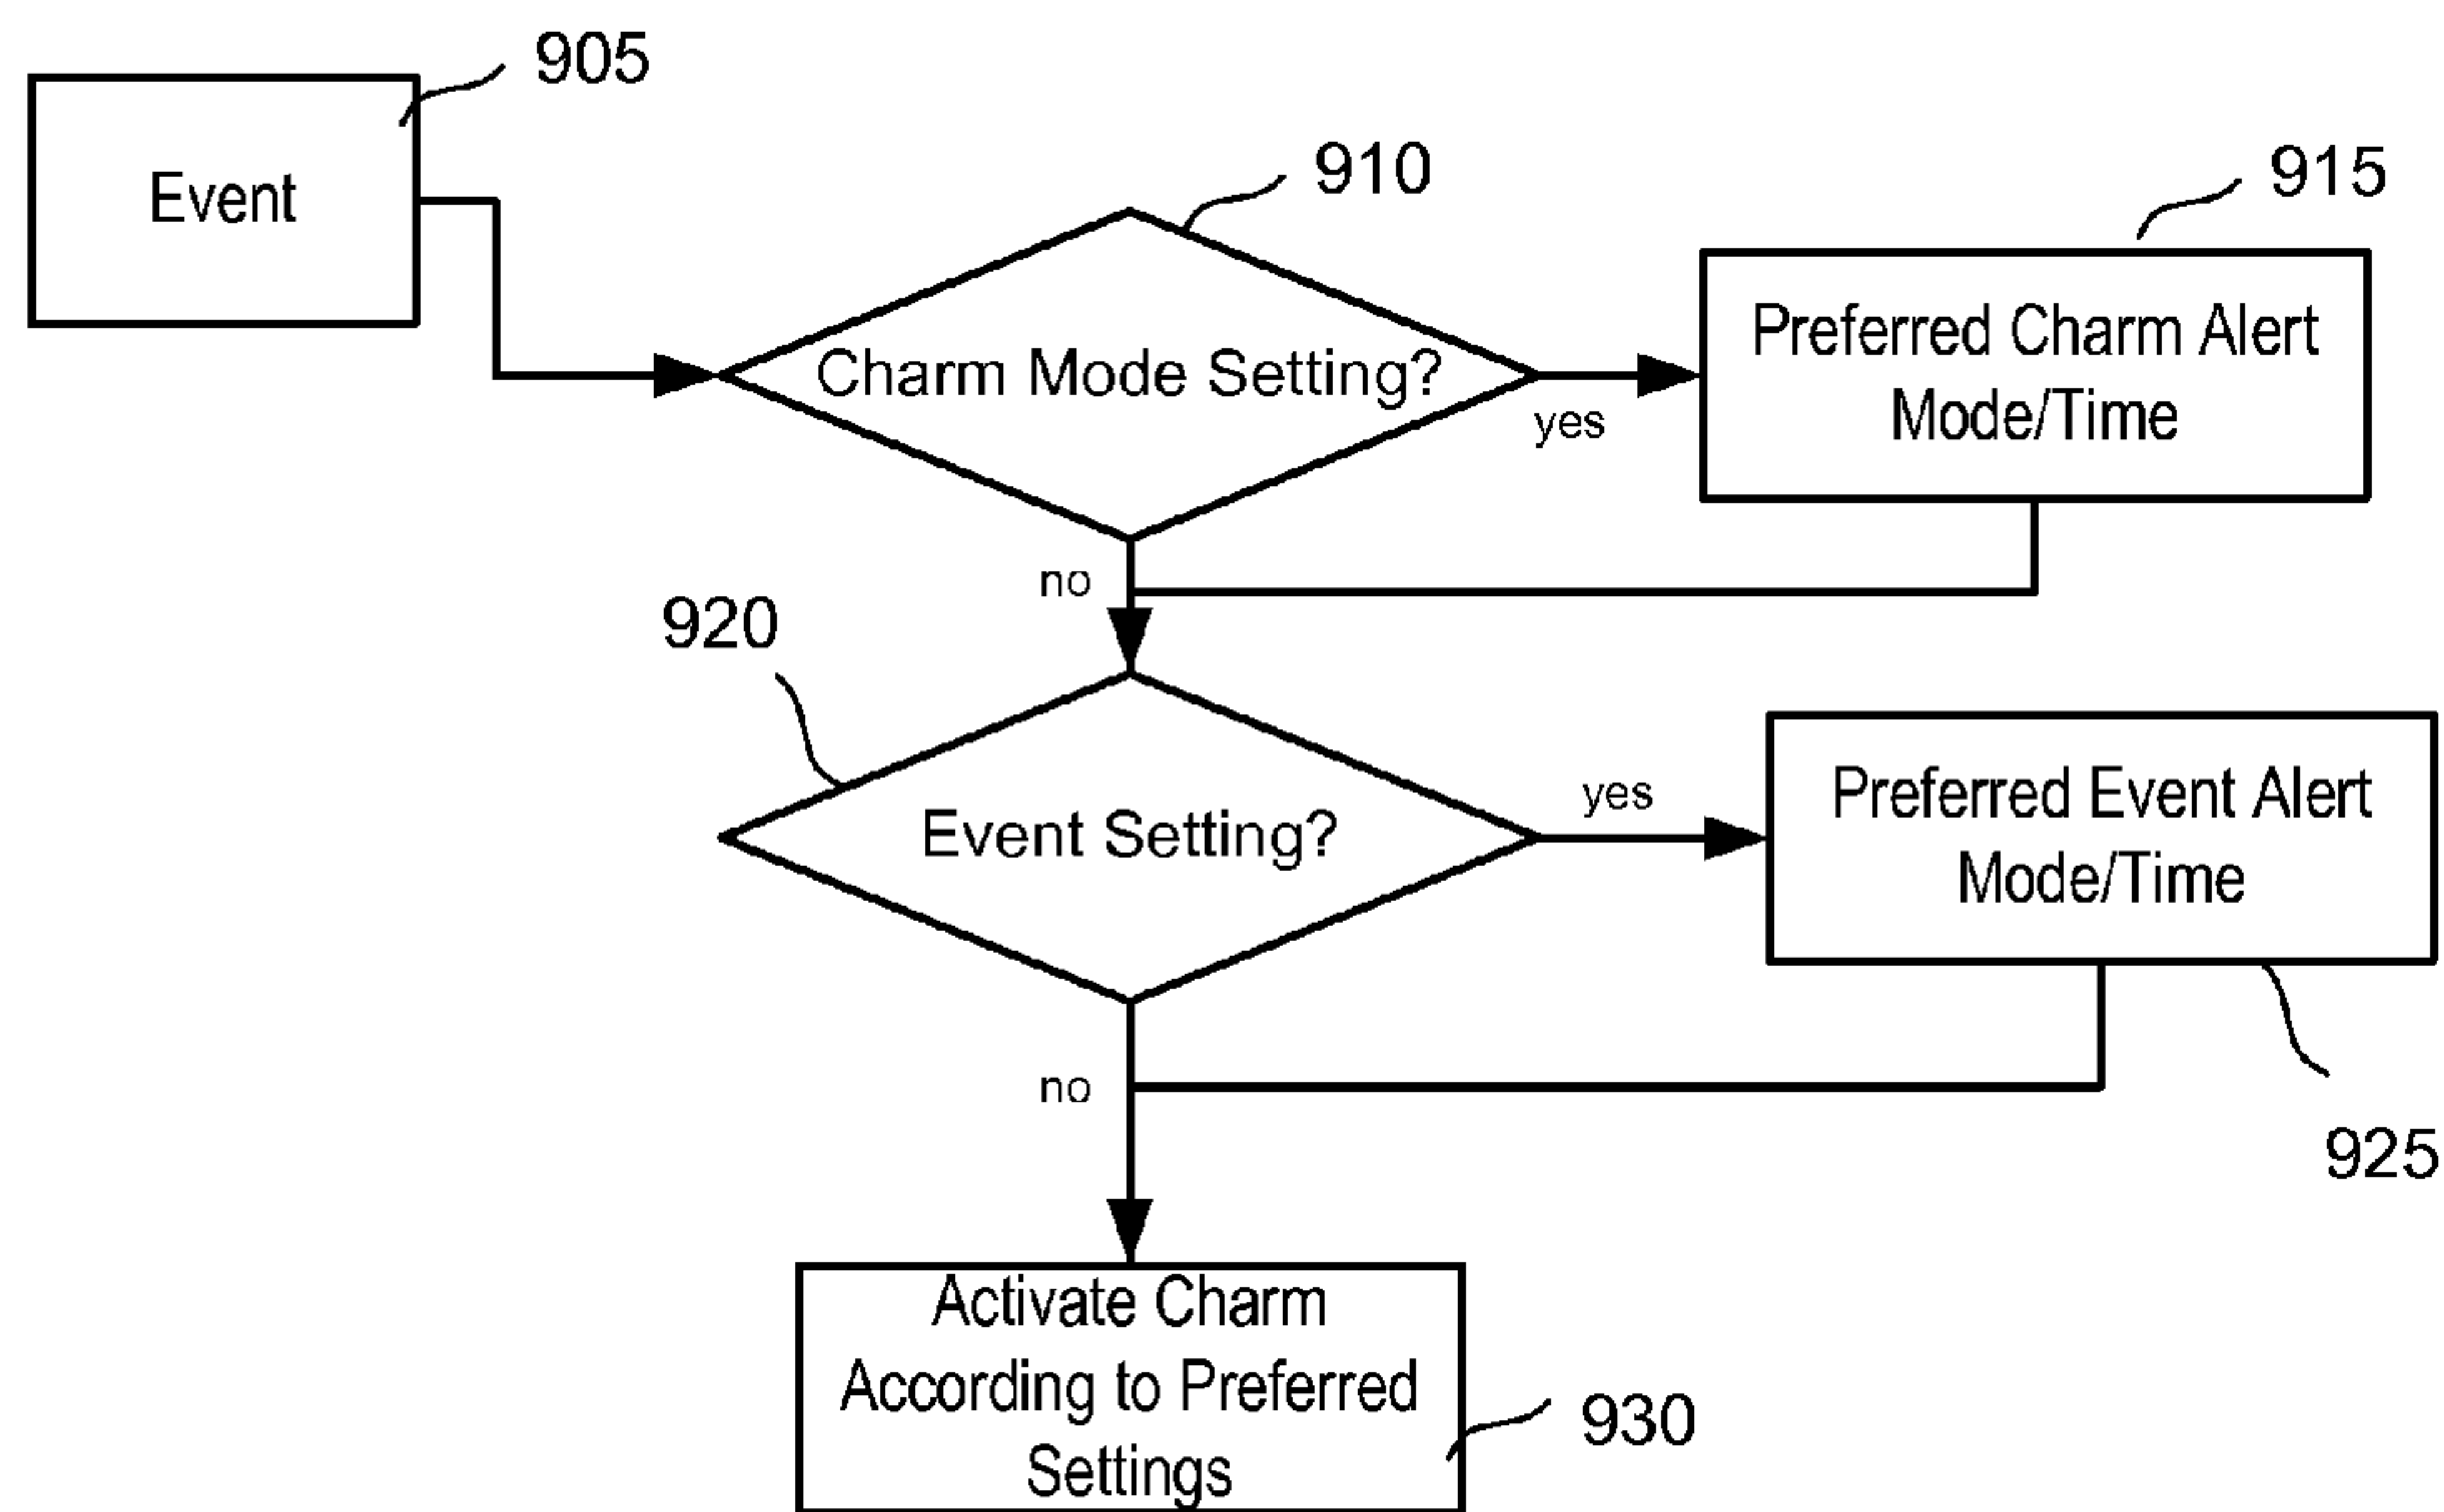 905
Event
910
915
Charm Mode Setting?
yes
Preferred Charm Alert
Mode/Time
no
920
Event Setting?
yes
Preferred Event Alert
Mode/Time
no
925
Activate Charm
According to Preferred
Settings
930